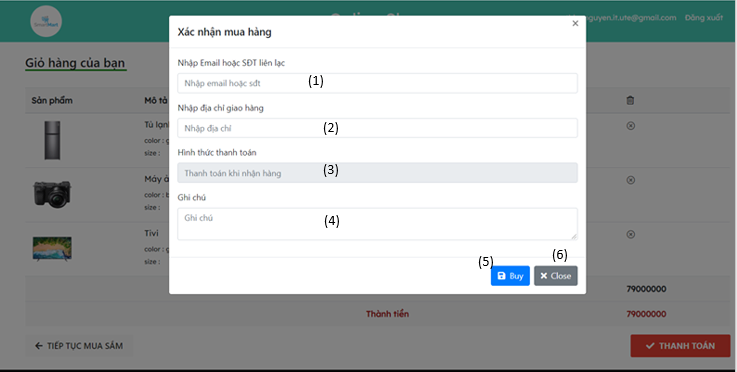 Xác nhận mua hàng
×
nguyen.it.ute@gmail.com Đăng xuất
Giỏ hàng của bạn
Nhập Email hoặc SĐT liên lạc
Nhập email hoặc sđt (1)
Sản phẩm Mô tả
Nhập địa chỉ giao hàng
Nhập địa chỉ (2)
Tủ lạnh
color :
size :
Hình thức thanh toán
Thanh toán khi nhận hàng (3)
Máy
color : b
size :
Ghi chú
Ghi chú (4)
Tivi
color :
size :
(5) Buy
(6) Close
79000000
Thành tiền 79000000
← TIẾP TỤC MUA SẮM
THANH TOÁN